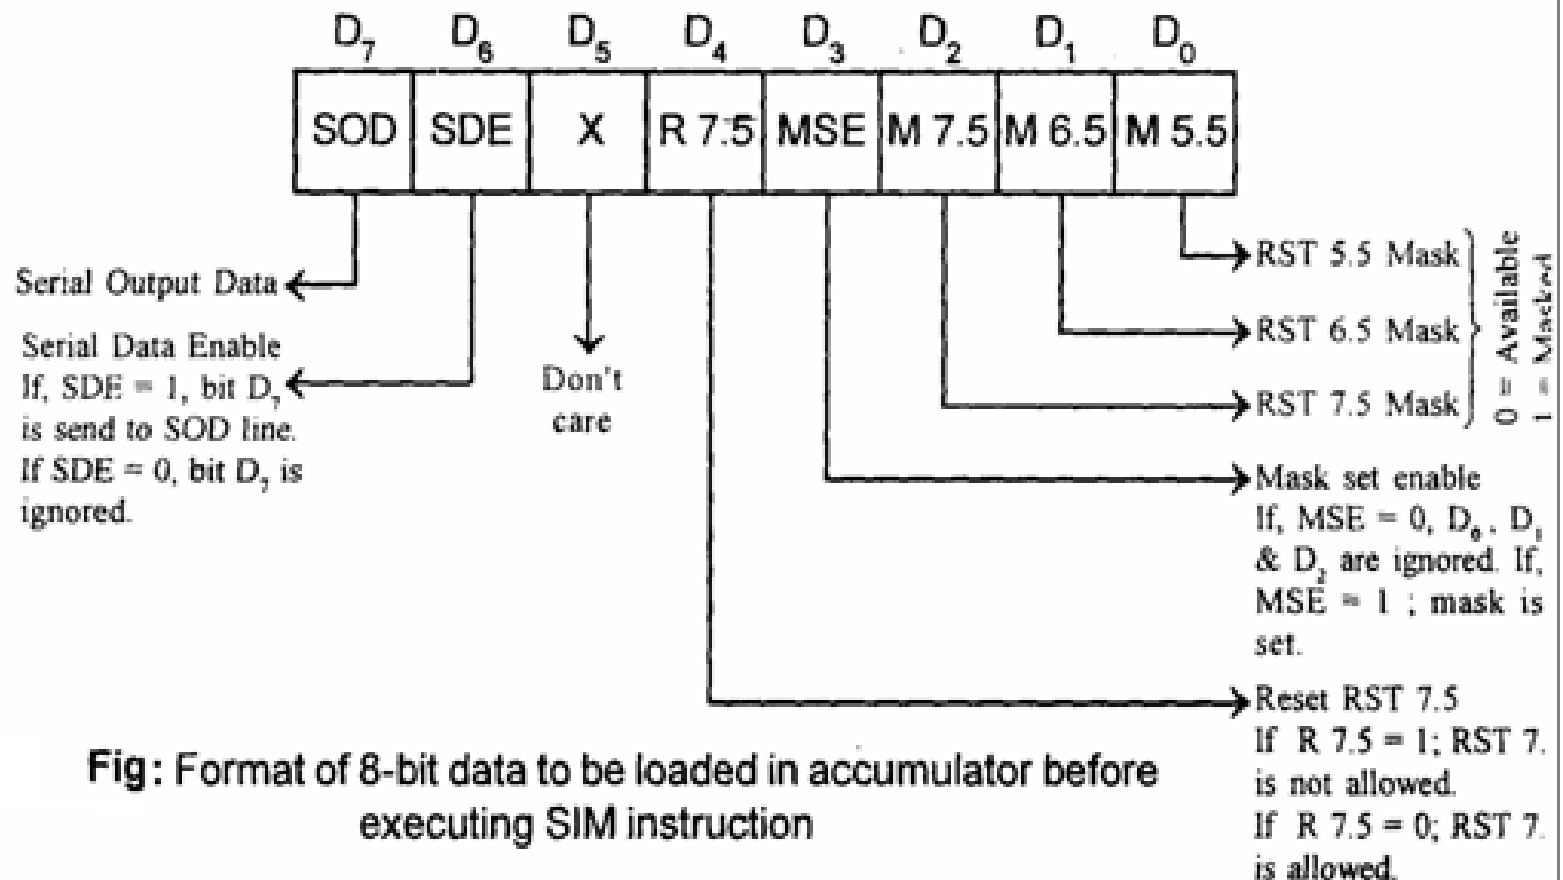 D7 D6 D5 D4 D3 D2 D1 D0
SOD SDE X R 7.5 MSE M 7.5 M 6.5 M 5.5
Serial Output Data
Serial Data Enable
If, SDE = 1, bit D7
is send to SOD line.
If SDE = 0, bit D7 is
ignored.
Don't
care
RST 5.5 Mask
RST 6.5 Mask
RST 7.5 Mask
0 = Available
1 = Masked
Mask set enable
If, MSE = 0, D0, D1
& D2 are ignored. If,
MSE = 1 ; mask is
set.
Reset RST 7.5
If R 7.5 = 1; RST 7.
is not allowed.
If R 7.5 = 0; RST 7.
is allowed.
Fig: Format of 8-bit data to be loaded in accumulator before
executing SIM instruction